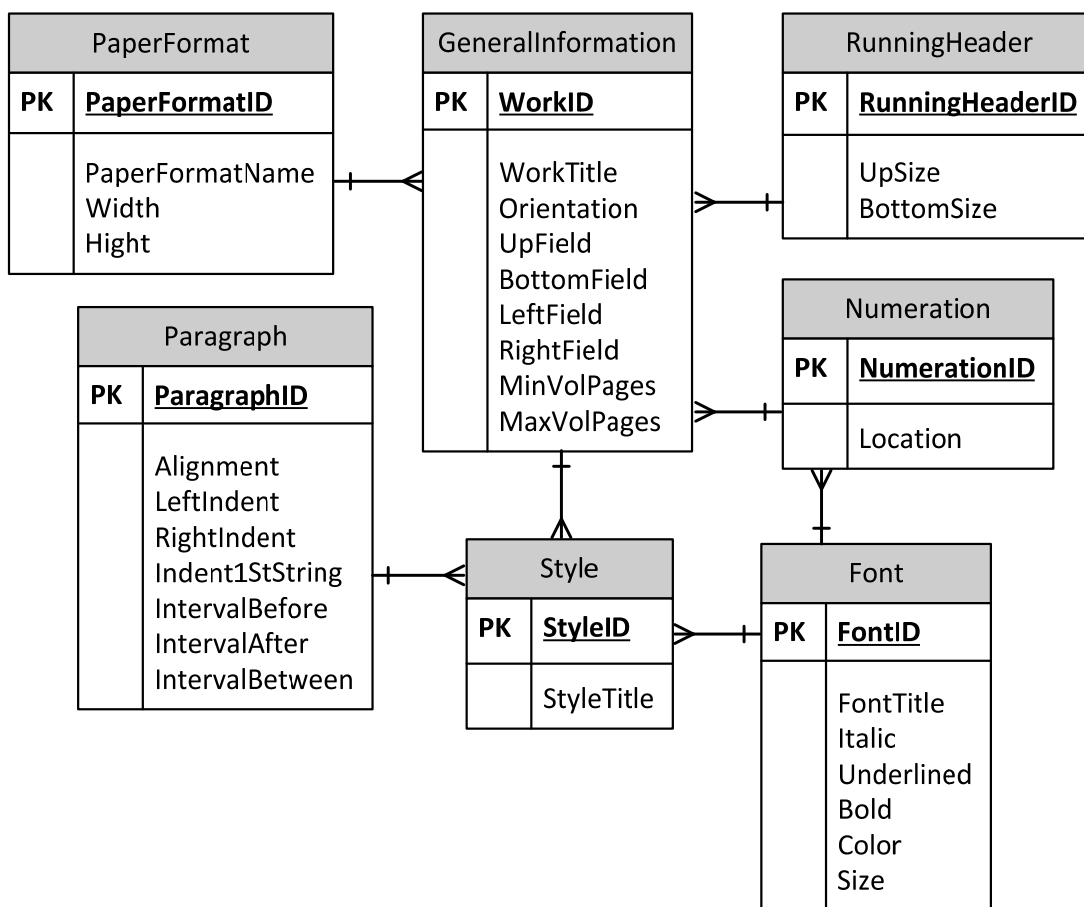 PaperFormat
PK PaperFormatID
PaperFormatName
Width
Hight
GeneralInformation
PK WorkID
WorkTitle
Orientation
UpField
BottomField
LeftField
RightField
MinVolPages
MaxVolPages
RunningHeader
PK RunningHeaderID
UpSize
BottomSize
Paragraph
PK ParagraphID
Alignment
LeftIndent
RightIndent
Indent1StString
IntervalBefore
IntervalAfter
IntervalBetween
Numeration
PK NumerationID
Location
Style
PK StyleID
StyleTitle
Font
PK FontID
FontTitle
Italic
Underlined
Bold
Color
Size